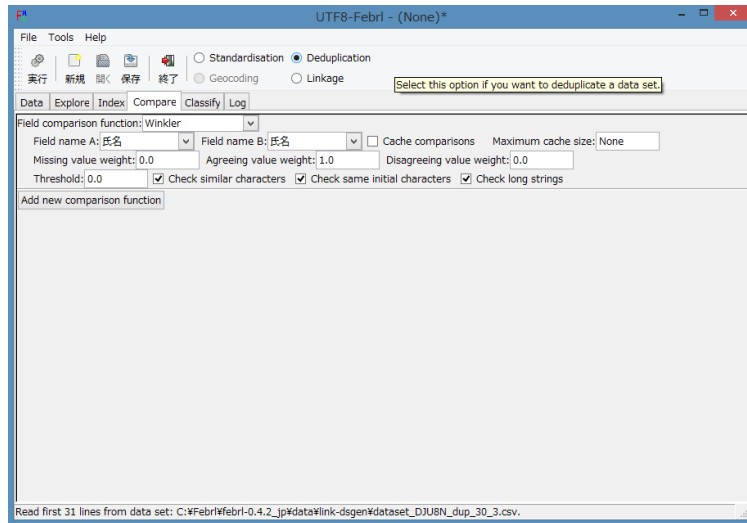 UTF8-Febrl - (None)*
File Tools Help
Standardisation Deduplication
実行 新規 開く 保存 終了 Geocoding Linkage
Select this option if you want to deduplicate a data set.
Data Explore Index Compare Classify Log
Field comparison function: Winkler
Field name A: 氏名 Field name B: 氏名 Cache comparisons Maximum cache size: None
Missing value weight: 0.0 Agreeing value weight: 1.0 Disagreeing value weight: 0.0
Threshold: 0.0 Check similar characters Check same initial characters Check long strings
Add new comparison function
Read first 31 lines from data set: C:¥Febrl¥febrl-0.4.2_jp¥data¥link-dsgen¥dataset_DJU8N_dup_30_3.csv.